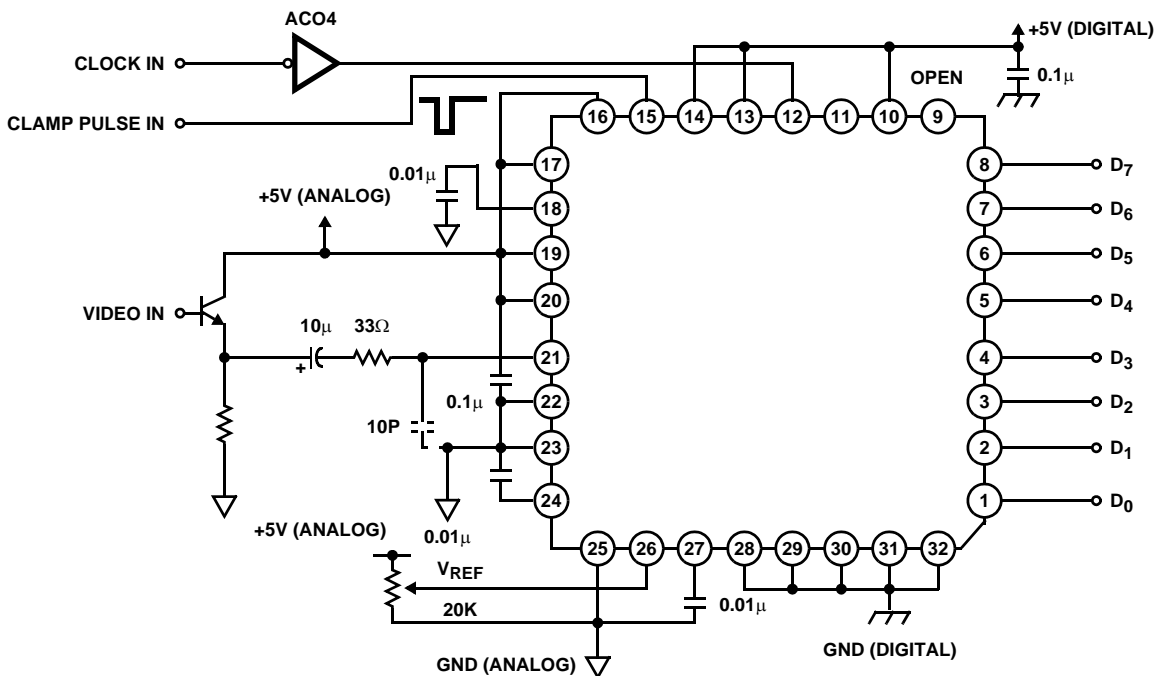 ACO4
+5V (DIGITAL)
CLOCK IN
OPEN
0.1μ
CLAMP PULSE IN
16 15 14 13 12 11 10 9
17
8 D7
0.01μ
+5V (ANALOG)
18
7 D6
19
6 D5
VIDEO IN
20
5 D4
10μ 33Ω
+
21
4 D3
0.1μ
22
3 D2
10P
23
2 D1
24
1 D0
0.01μ
+5V (ANALOG)
25 26 27 28 29 30 31 32
VREF
20K
0.01μ
GND (ANALOG)
GND (DIGITAL)